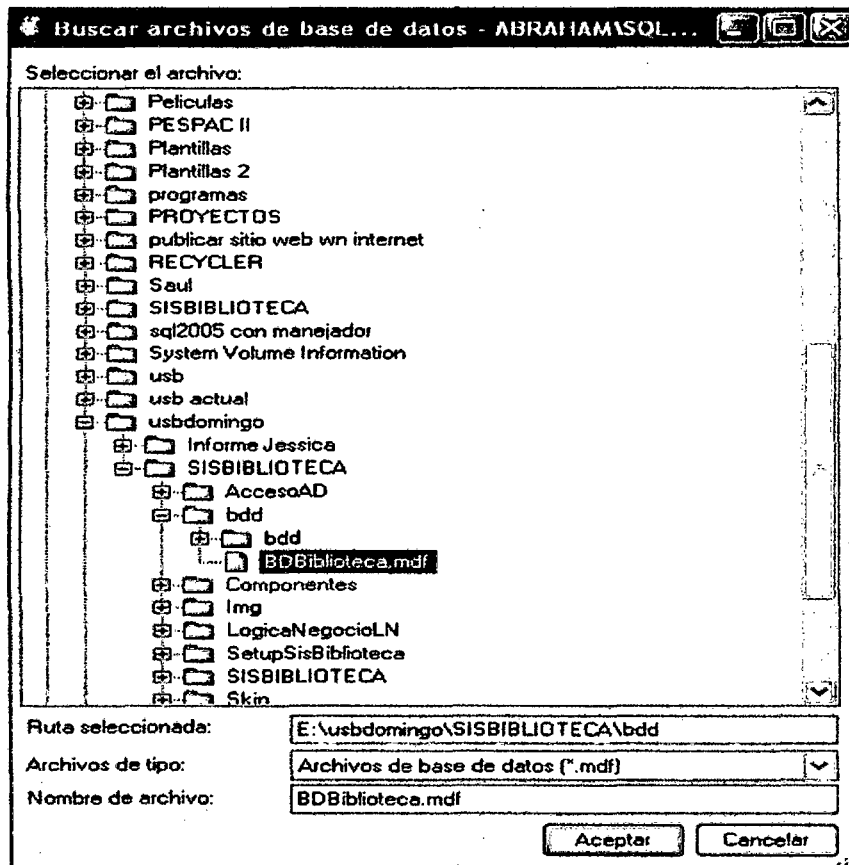 Buscar archivos de base de datos - ABRAHAM\SQL...
Seleccionar el archivo:
Peliculas
PESPAC II
Plantillas
Plantillas 2
programas
PROYECTOS
publicar sitio web wn internet
RECYCLER
Saul
SISBIBLIOTECA
sql2005 con manejador
System Volume Information
usb
usb actual
usbdomingo
Informe Jessica
SISBIBLIOTECA
AccesoAD
bdd
bdd
BDBiblioteca.mdf
Componentes
Img
LogicaNegocioLN
SetupSisBiblioteca
SISBIBLIOTECA
Skin
Ruta seleccionada: E:\usbdomingo\SISBIBLIOTECA\bdd
Archivos de tipo: Archivos de base de datos (*.mdf)
Nombre de archivo: BDBiblioteca.mdf
Aceptar Cancelar